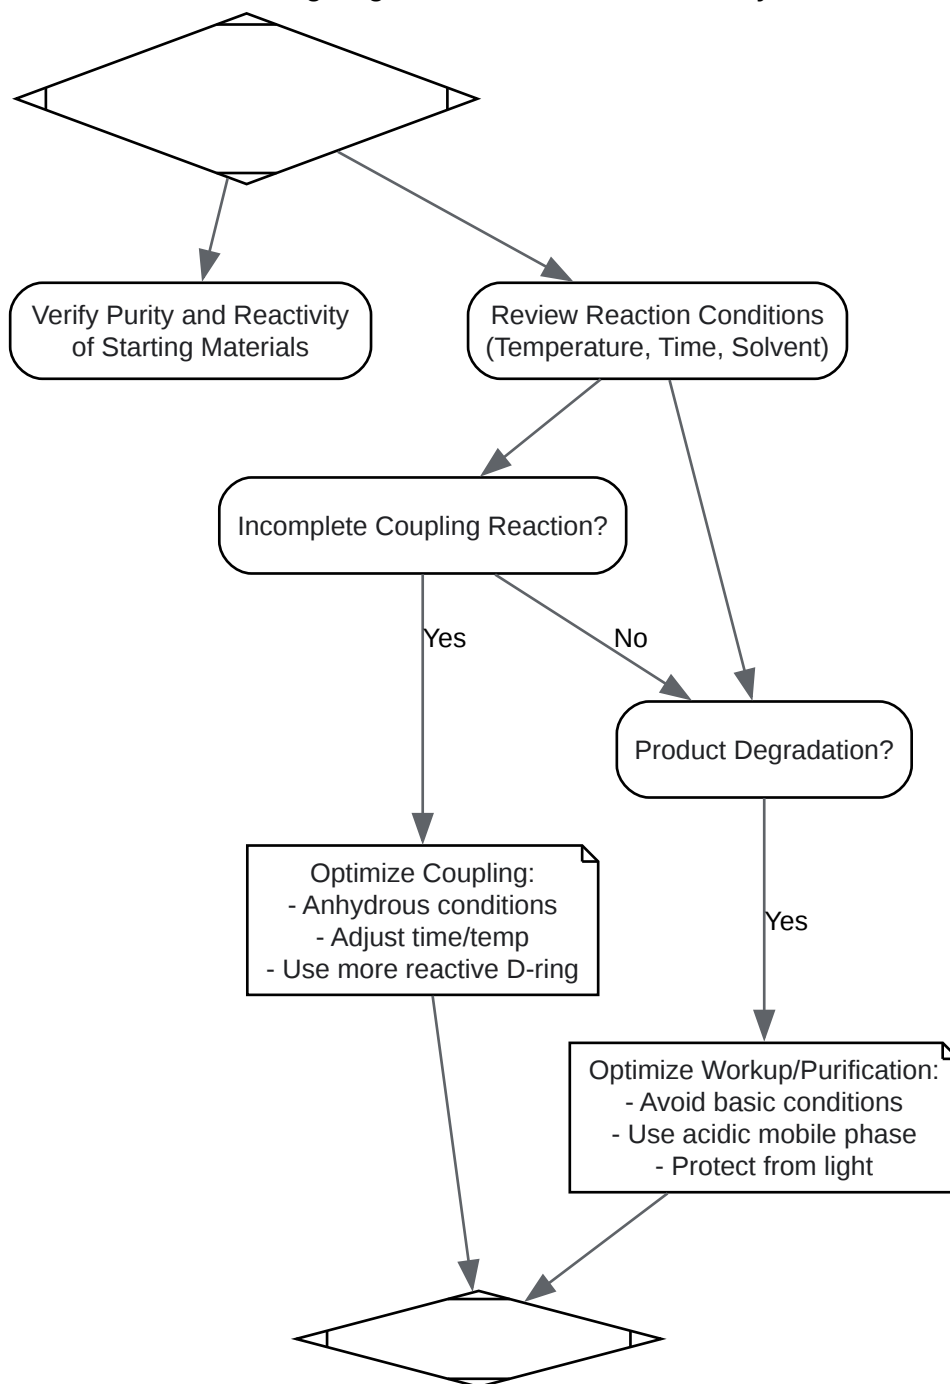 Verify Purity and Reactivity
of Starting Materials
Review Reaction Conditions
(Temperature, Time, Solvent)
Incomplete Coupling Reaction?
Yes
No
Product Degradation?
Optimize Coupling:
- Anhydrous conditions
- Adjust time/temp
- Use more reactive D-ring
Yes
Optimize Workup/Purification:
- Avoid basic conditions
- Use acidic mobile phase
- Protect from light